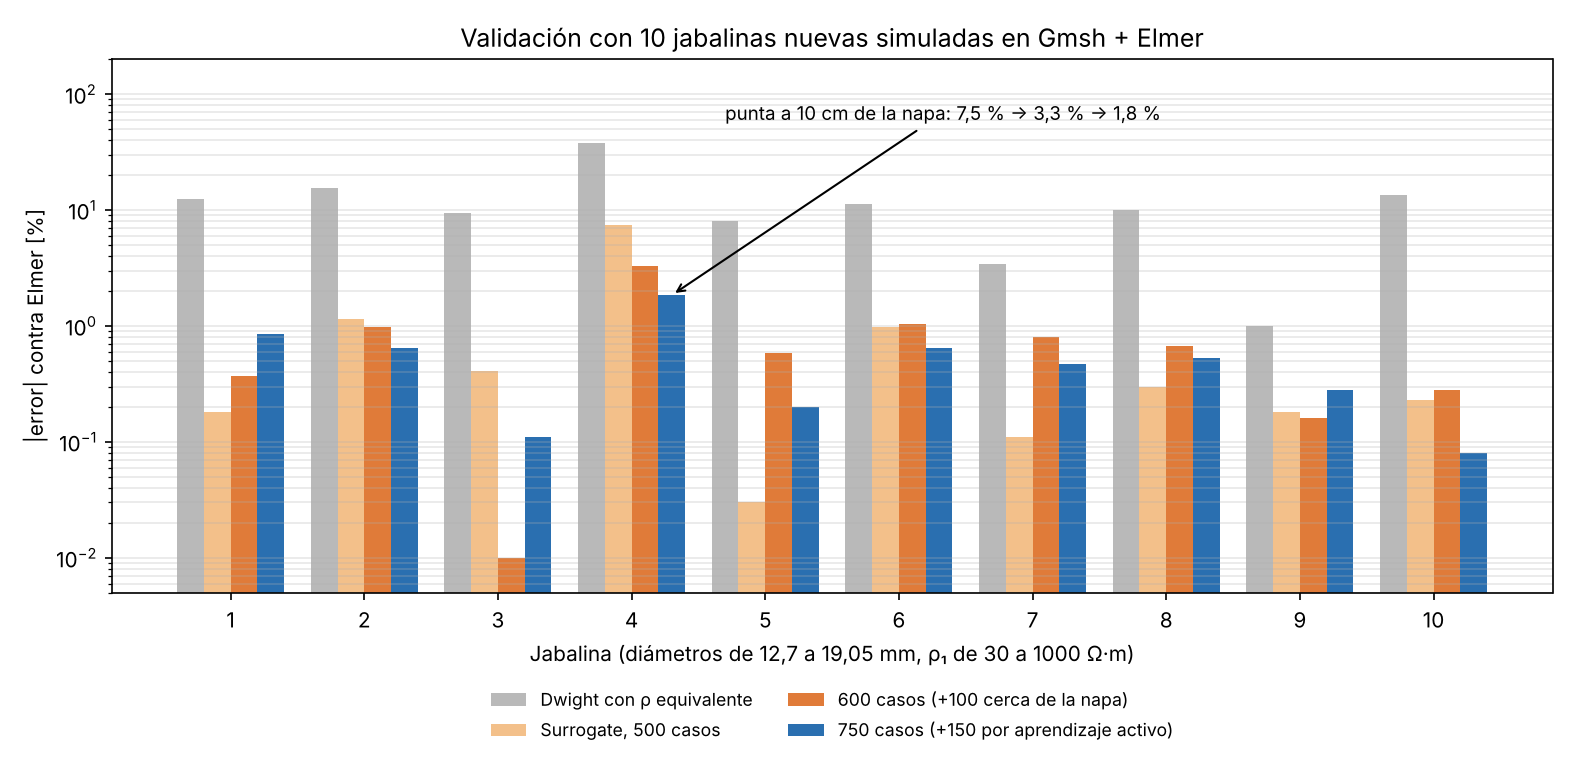 Validación con 10 jabalinas nuevas simuladas en Gmsh + Elmer
punta a 10 cm de la napa: 7,5 % → 3,3 % → 1,8 %
|error| contra Elmer [%]
10²
10¹
10⁰
10⁻¹
10⁻²
1 2 3 4 5 6 7 8 9 10
Jabalina (diámetros de 12,7 a 19,05 mm, ρ₁ de 30 a 1000 Ω·m)
Dwight con ρ equivalente
Surrogate, 500 casos
600 casos (+100 cerca de la napa)
750 casos (+150 por aprendizaje activo)